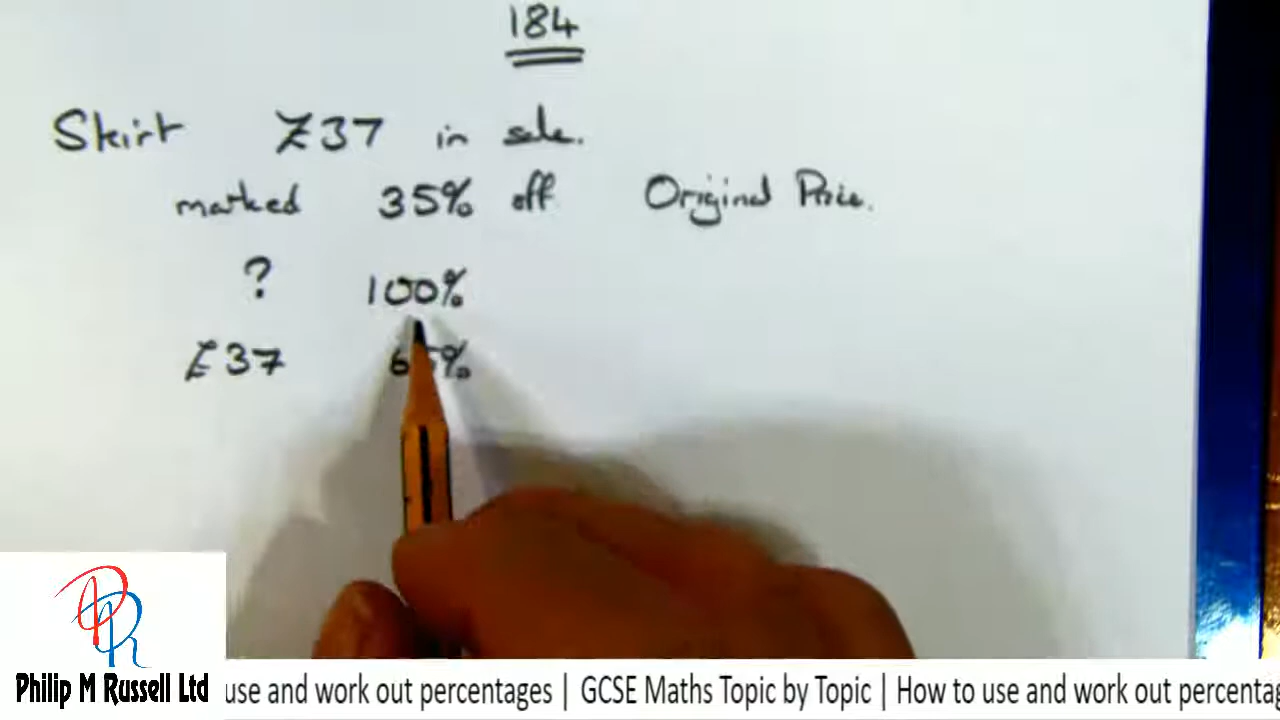 184
Skirt £37 in sale.
marked 35% off Original Price.
? 100%
£37 65%
Philip M Russell Ltd
use and work out percentages | GCSE Maths Topic by Topic | How to use and work out percentag